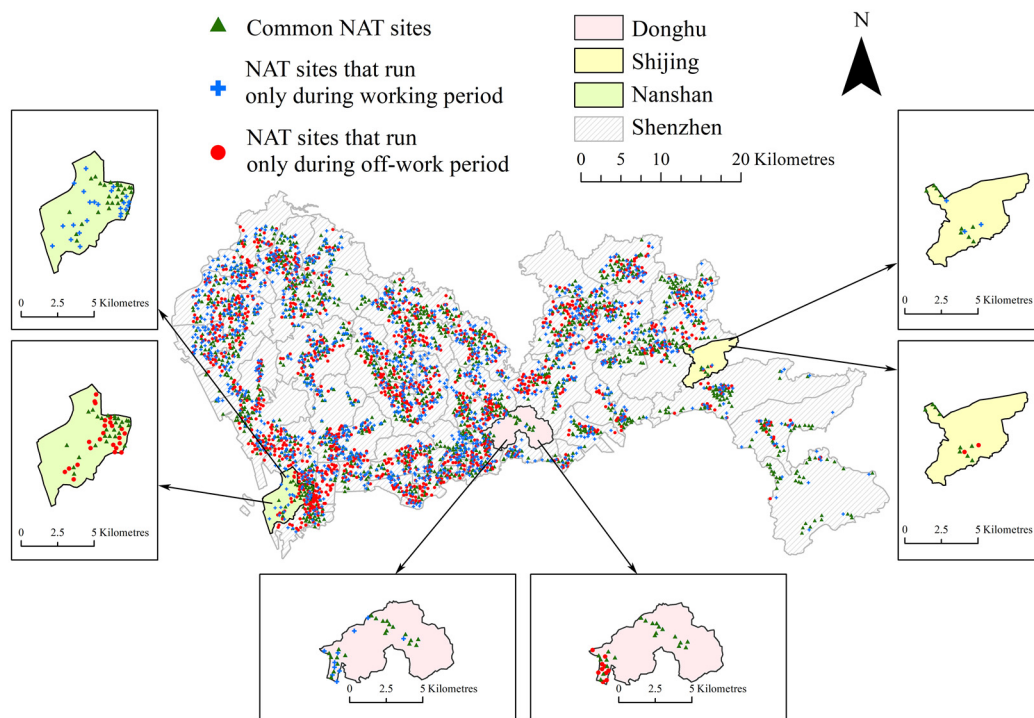 Common NAT sites
NAT sites that run
only during working period
NAT sites that run
only during off-work period
Donghu
Shijing
Nanshan
Shenzhen
0 5 10 20 Kilometres
N
0 2.5 5 Kilometres
0 2.5 5 Kilometres
0 2.5 5 Kilometres
0 2.5 5 Kilometres
0 2.5 5 Kilometres
0 2.5 5 Kilometres